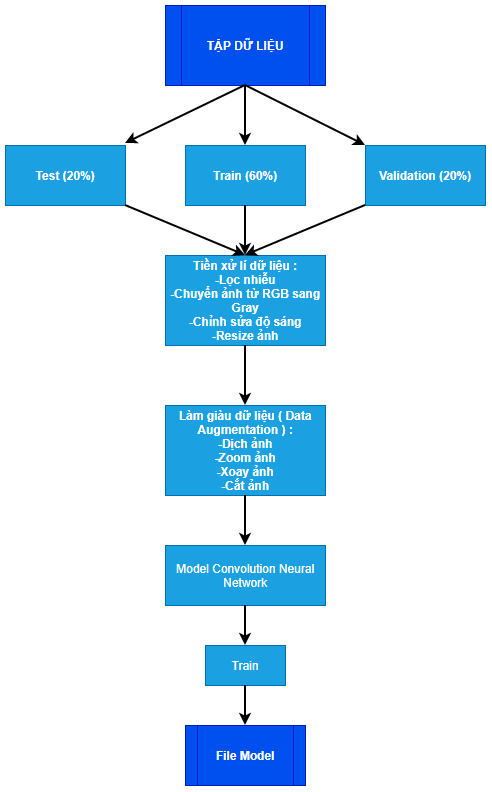 TẬP DỮ LIỆU
Test (20%)
Train (60%)
Validation (20%)
Tiền xử lí dữ liệu :
-Lọc nhiễu
-Chuyển ảnh từ RGB sang
Gray
-Chỉnh sửa độ sáng
-Resize ảnh
Làm giàu dữ liệu ( Data
Augmentation ) :
-Dịch ảnh
-Zoom ảnh
-Xoay ảnh
-Cắt ảnh
Model Convolution Neural
Network
Train
File Model